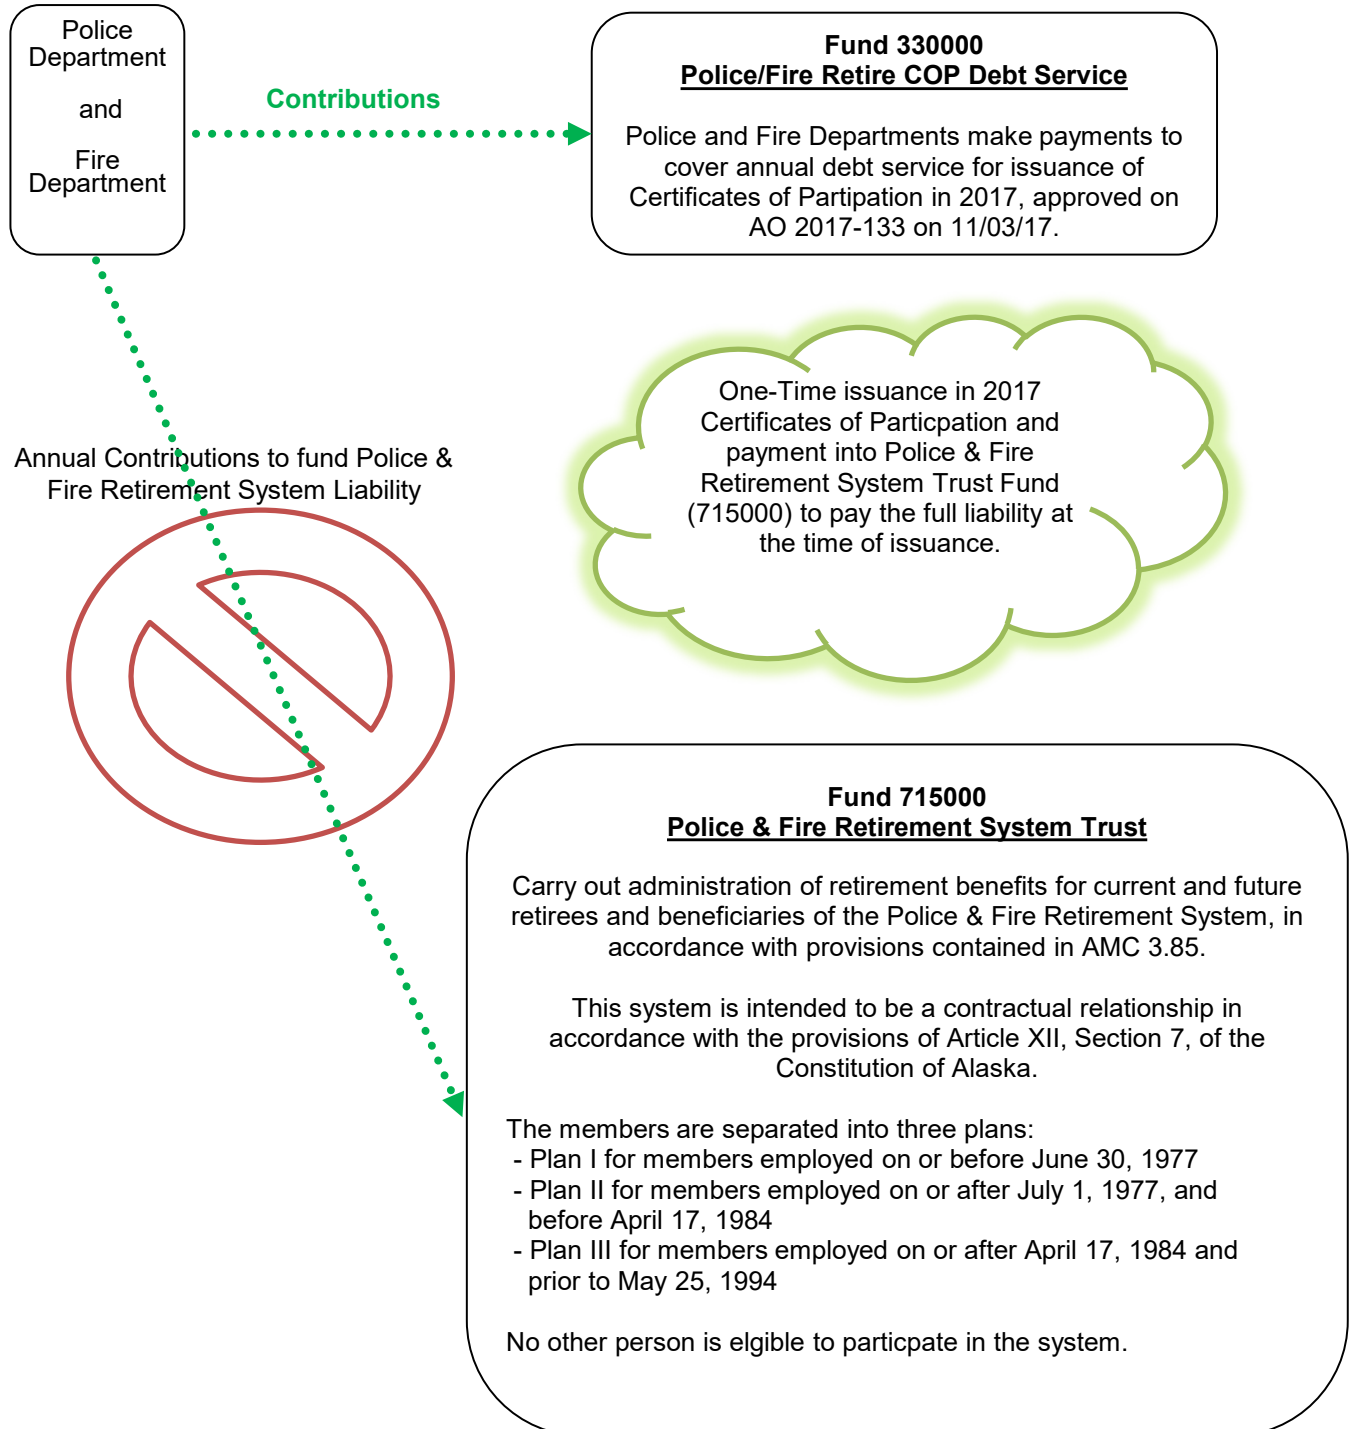 Police
Department
and
Fire
Department
Contributions
Fund 330000
Police/Fire Retire COP Debt Service
Police and Fire Departments make payments to
cover annual debt service for issuance of
Certificates of Partipation in 2017, approved on
AO 2017-133 on 11/03/17.
One-Time issuance in 2017
Certificates of Particpation and
payment into Police & Fire
Retirement System Trust Fund
(715000) to pay the full liability at
the time of issuance.
Annual Contributions to fund Police &
Fire Retirement System Liability
Fund 715000
Police & Fire Retirement System Trust
Carry out administration of retirement benefits for current and future
retirees and beneficiaries of the Police & Fire Retirement System, in
accordance with provisions contained in AMC 3.85.
This system is intended to be a contractual relationship in
accordance with the provisions of Article XII, Section 7, of the
Constitution of Alaska.
The members are separated into three plans:
- Plan I for members employed on or before June 30, 1977
- Plan II for members employed on or after July 1, 1977, and
before April 17, 1984
- Plan III for members employed on or after April 17, 1984 and
prior to May 25, 1994
No other person is elgible to particpate in the system.